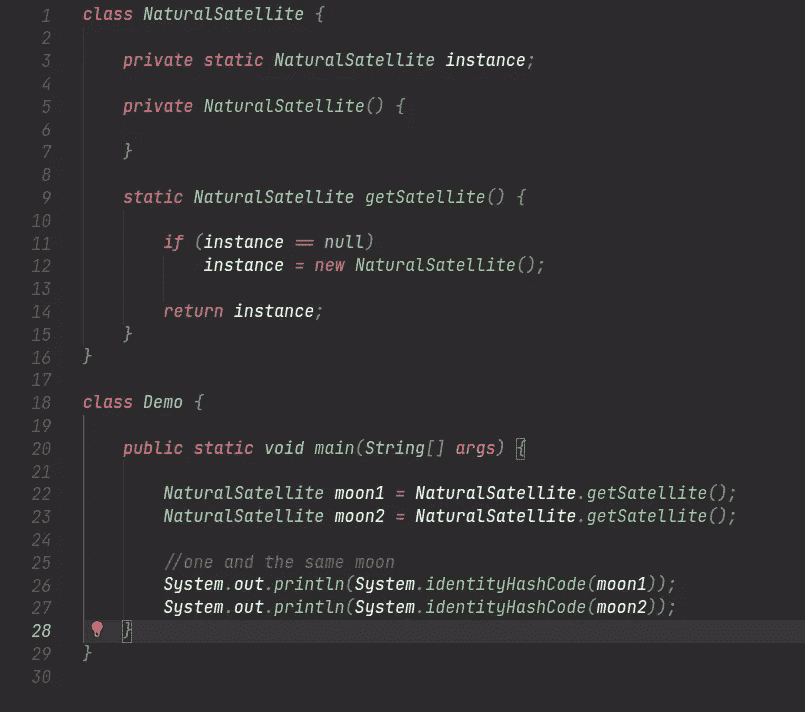 1 class NaturalSatellite {
2
3 private static NaturalSatellite instance;
4
5 private NaturalSatellite() {
6
7 }
8
9 static NaturalSatellite getSatellite() {
10
11 if (instance == null)
12 instance = new NaturalSatellite();
13
14 return instance;
15 }
16 }
17
18 class Demo {
19
20 public static void main(String[] args) {
21
22 NaturalSatellite moon1 = NaturalSatellite.getSatellite();
23 NaturalSatellite moon2 = NaturalSatellite.getSatellite();
24
25 //one and the same moon
26 System.out.println(System.identityHashCode(moon1));
27 System.out.println(System.identityHashCode(moon2));
28 }
29 }
30